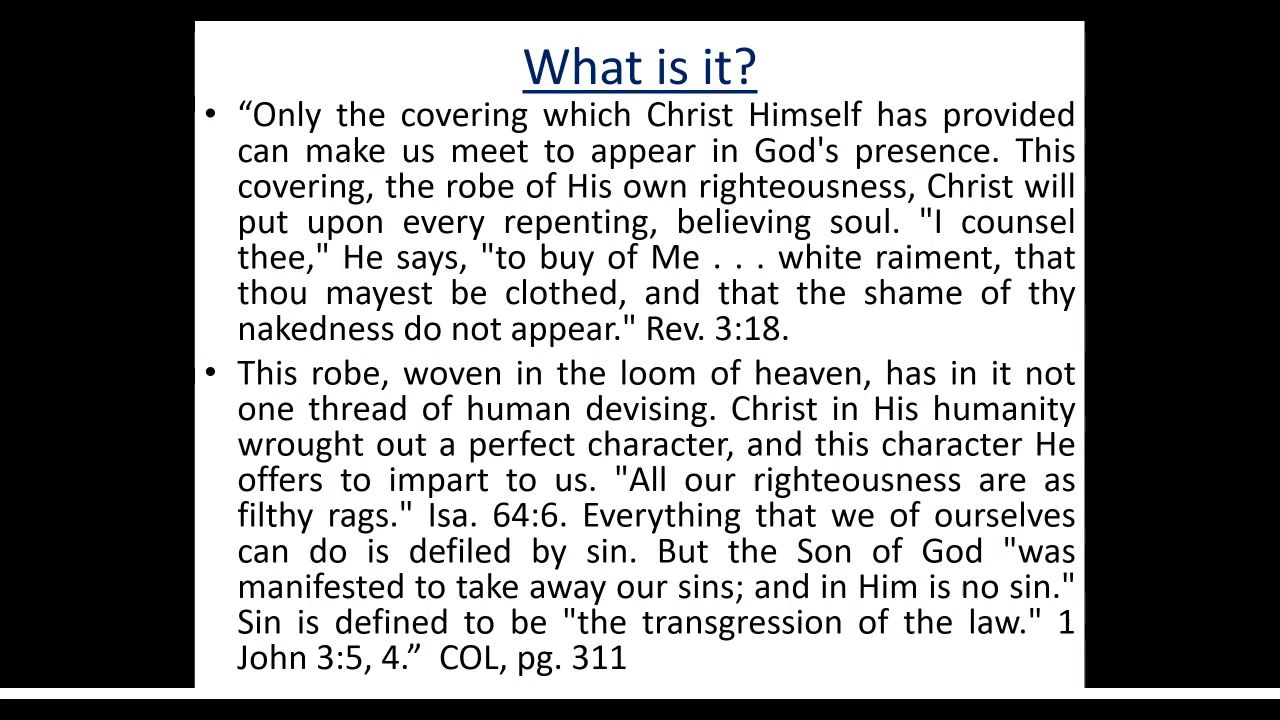 What is it?
• “Only the covering which Christ Himself has provided
can make us meet to appear in God's presence. This
covering, the robe of His own righteousness, Christ will
put upon every repenting, believing soul. "I counsel
thee," He says, "to buy of Me . . . white raiment, that
thou mayest be clothed, and that the shame of thy
nakedness do not appear." Rev. 3:18.
• This robe, woven in the loom of heaven, has in it not
one thread of human devising. Christ in His humanity
wrought out a perfect character, and this character He
offers to impart to us. "All our righteousness are as
filthy rags." Isa. 64:6. Everything that we of ourselves
can do is defiled by sin. But the Son of God "was
manifested to take away our sins; and in Him is no sin."
Sin is defined to be "the transgression of the law." 1
John 3:5, 4.” COL, pg. 311